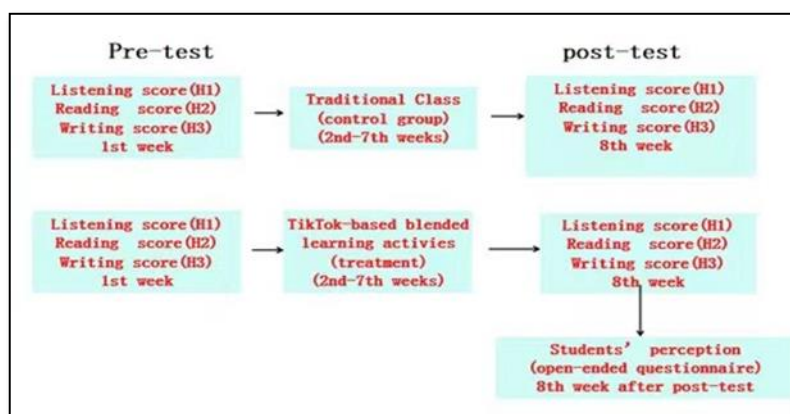 Pre-test
post-test
Listening score(H1)
Reading score(H2)
Writing score(H3)
1st week
Traditional Class
(control group)
(2nd-7th weeks)
Listening score(H1)
Reading score(H2)
Writing score(H3)
8th week
Listening score(H1)
Reading score(H2)
Writing score(H3)
1st week
TikTok-based blended
learning activies
(treatment)
(2nd-7th weeks)
Listening score(H1)
Reading score(H2)
Writing score(H3)
8th week
Students’ perception
(open-ended questionnaire)
8th week after post-test